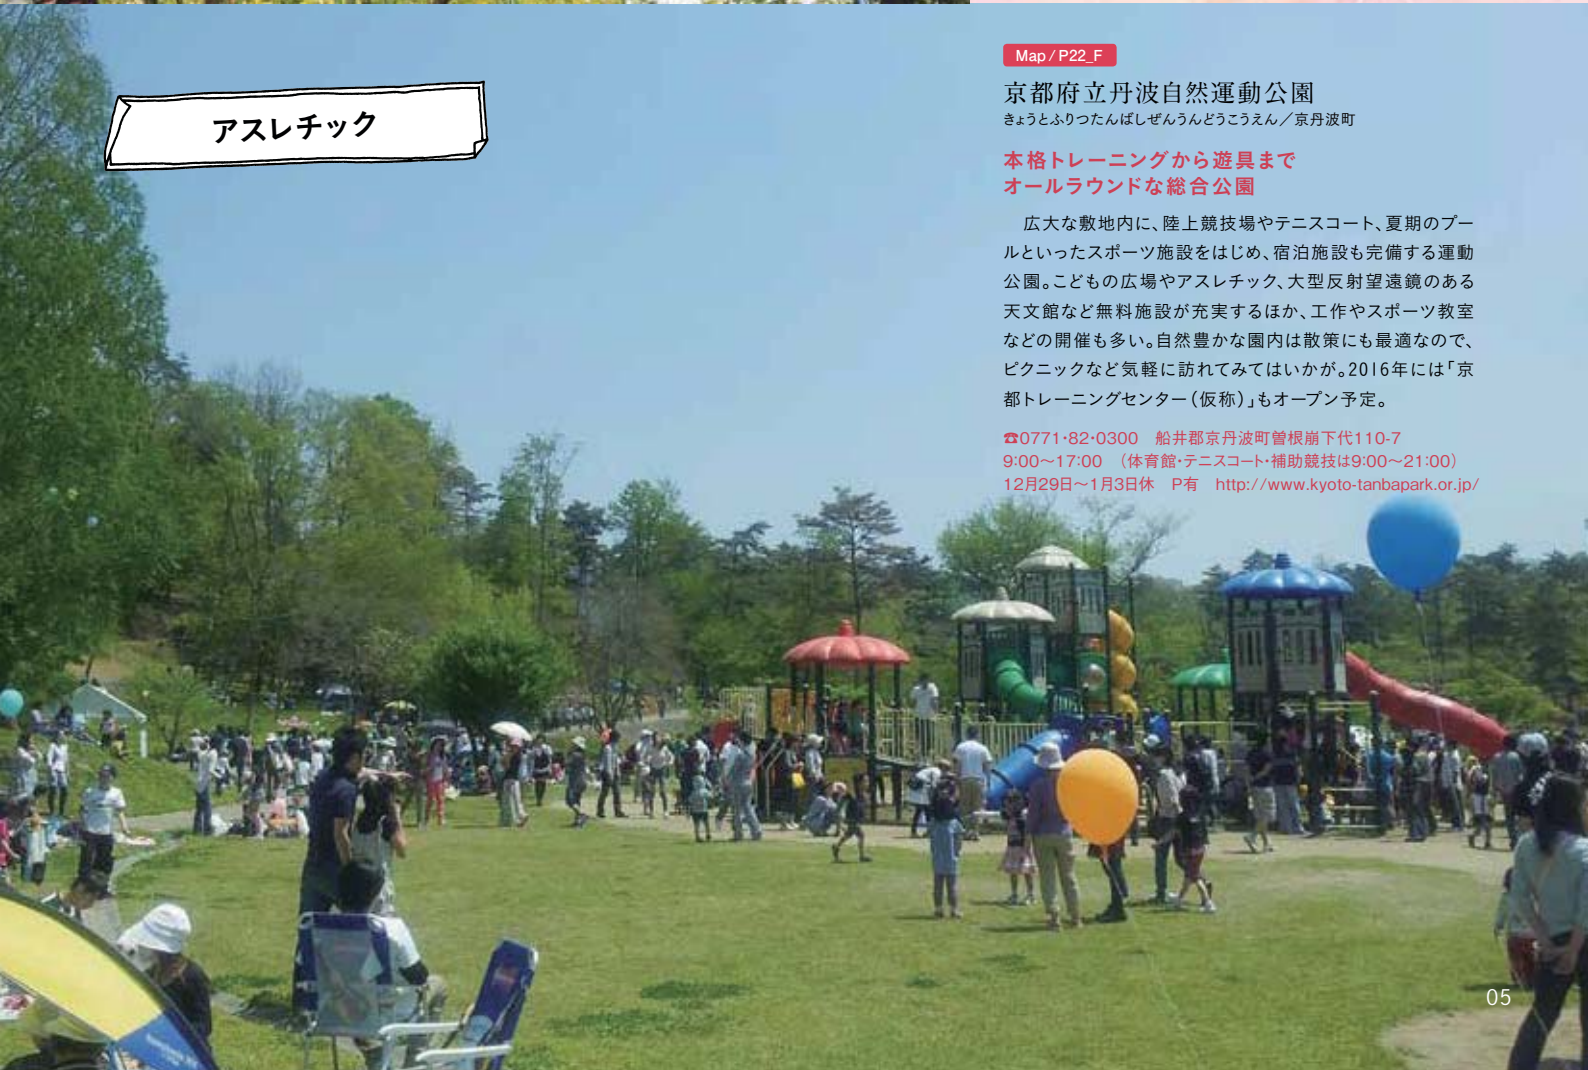 アスレチック
Map / P22_F
京都府立丹波自然運動公園
きょうとふりつたんばしぜんうんどうこうえん／京丹波町
本格トレーニングから遊具まで
オールラウンドな総合公園
広大な敷地内に、陸上競技場やテニスコート、夏期のプー
ルといったスポーツ施設をはじめ、宿泊施設も完備する運動
公園。こどもの広場やアスレチック、大型反射望遠鏡のある
天文館など無料施設が充実するほか、工作やスポーツ教室
などの開催も多い。自然豊かな園内は散策にも最適なので、
ピクニックなど気軽に訪れてみてはいかが。2016年には「京
都トレーニングセンター（仮称）」もオープン予定。
☎0771・82・0300　船井郡京丹波町曽根崩下代110-7
9:00〜17:00　（体育館・テニスコート・補助競技は9:00〜21:00）
12月29日〜1月3日休　P有　http://www.kyoto-tanbapark.or.jp/
05